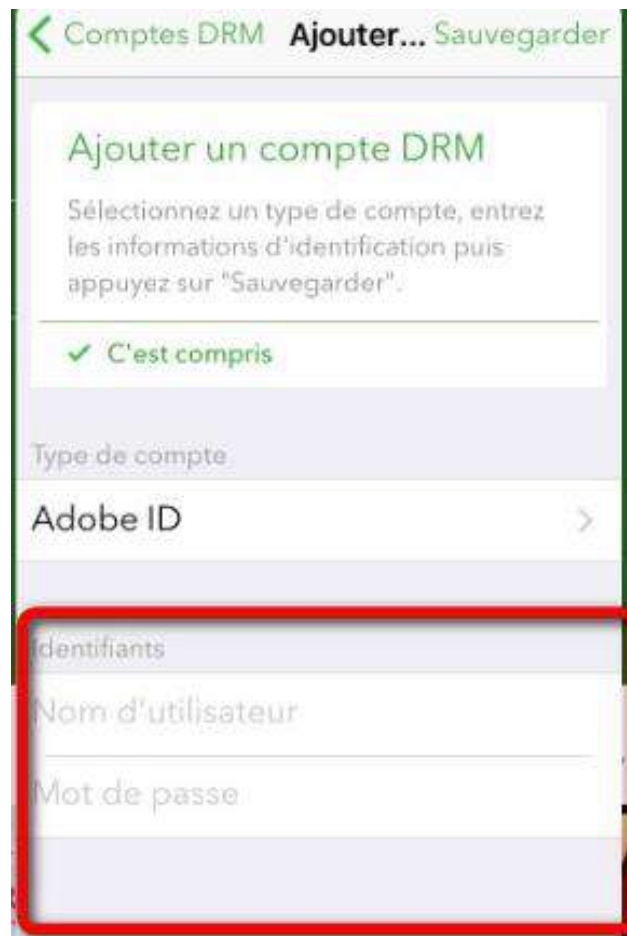 Comptes DRM Ajouter... Sauvegarder
Ajouter un compte DRM
Sélectionnez un type de compte, entrez
les informations d'identification puis
appuyez sur "Sauvegarder".
C'est compris
Type de compte
Adobe ID
Identifiants
Nom d'utilisateur
Mot de passe